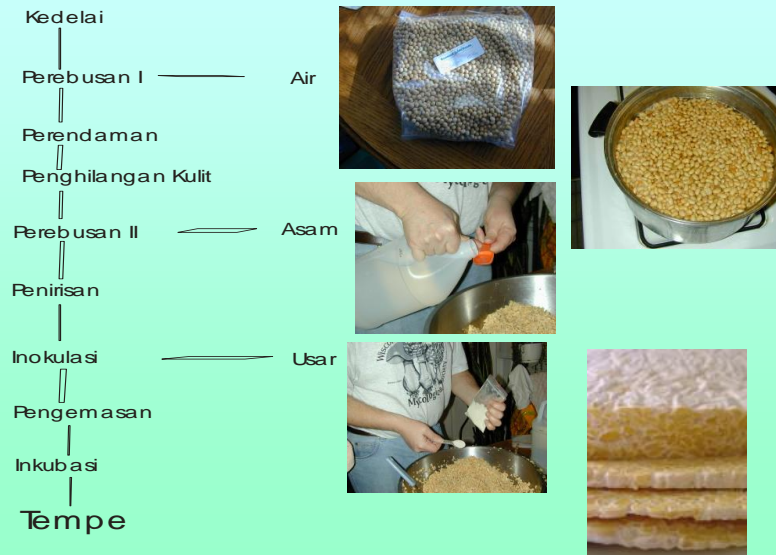 Kedelai
Perebusan I
Air
Perendaman
Penghilangan Kulit
Perebusan II
Asam
Penirisan
Inokulasi
Usar
Pengemasan
Inkubasi
Tempe